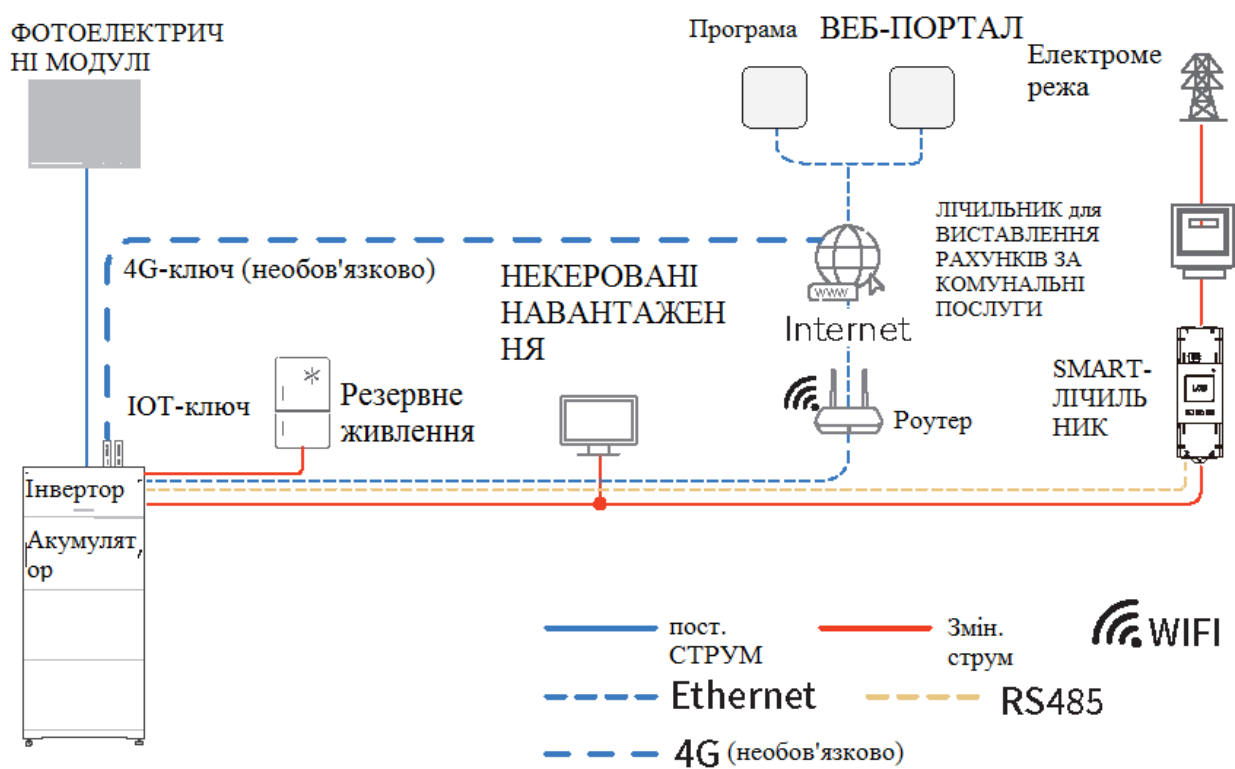 ФОТОЕЛЕКТРИЧ
НІ МОДУЛІ
Програма
ВЕБ-ПОРТАЛ
Електроме
режа
4G-ключ (необов'язково)
НЕКЕРОВАНІ
НАВАНТАЖЕН
НЯ
www
Internet
ЛІЧИЛЬНИК для
ВИСТАВЛЕННЯ
РАХУНКІВ ЗА
КОМУНАЛЬНІ
ПОСЛУГИ
IOT-ключ
Резервне
живлення
Роутер
SMART-
ЛІЧИЛЬ
НИК
Інвертор
Акумулят
ор
пост.
СТРУМ
Змін.
струм
WIFI
Ethernet
RS485
4G (необов'язково)